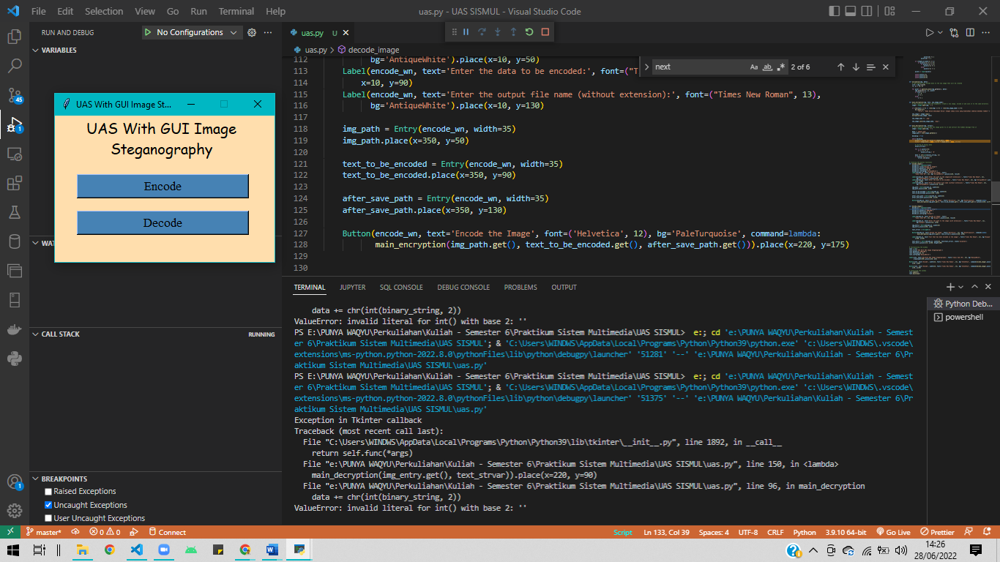 File Edit Selection View Go Run Terminal Help
uas.py - UAS SISMUL - Visual Studio Code
RUN AND DEBUG
No Configurations
uas.py U
uas.py > decode_image
VARIABLES
next
Aa
ab
2 of 6
112 bg='AntiqueWhite').place(x=10, y=50)
113 Label(encode_wn, text='Enter the data to be encoded:', font=("T
114 x=10, y=90)
115 Label(encode_wn, text='Enter the output file name (without extension):', font=("Times New Roman", 13),
116 bg='AntiqueWhite').place(x=10, y=130)
117
118 img_path = Entry(encode_wn, width=35)
119 img_path.place(x=350, y=50)
120
121 text_to_be_encoded = Entry(encode_wn, width=35)
122 text_to_be_encoded.place(x=350, y=90)
123
124 after_save_path = Entry(encode_wn, width=35)
125 after_save_path.place(x=350, y=130)
126
127 Button(encode_wn, text='Encode the Image', font=('Helvetica', 12), bg='PaleTurquoise', command=lambda:
128 main_encryption(img_path.get(), text_to_be_encoded.get(), after_save_path.get())).place(x=220, y=175)
129
130
UAS With GUI Image St...
UAS With GUI Image
Steganography
Encode
Decode
45
1
WAT
CALL STACK
RUNNING
BREAKPOINTS
Raised Exceptions
Uncaught Exceptions
User Uncaught Exceptions
1
TERMINAL JUPYTER SQL CONSOLE DEBUG CONSOLE PROBLEMS OUTPUT
Python Deb...
powershell
data += chr(int(binary_string, 2))
ValueError: invalid literal for int() with base 2: ''
PS E:\PUNYA WAQYU\Perkuliahan\Kuliah - Semester 6\Praktikum Sistem Multimedia\UAS SISMUL> e:; cd 'e:\PUNYA WAQYU\Perkuliahan\Kuliah - Semest
er 6\Praktikum Sistem Multimedia\UAS SISMUL'; & 'C:\Users\WINDWS\AppData\Local\Programs\Python\Python39\python.exe' 'c:\Users\WINDWS\.vscode\
extensions\ms-python.python-2022.8.0\pythonFiles\lib\python\debugpy\launcher' '51281' '--' 'e:\PUNYA WAQYU\Perkuliahan\Kuliah - Semester 6\Pr
aktikum Sistem Multimedia\UAS SISMUL\uas.py'
PS E:\PUNYA WAQYU\Perkuliahan\Kuliah - Semester 6\Praktikum Sistem Multimedia\UAS SISMUL> e:; cd 'e:\PUNYA WAQYU\Perkuliahan\Kuliah - Semest
er 6\Praktikum Sistem Multimedia\UAS SISMUL'; & 'C:\Users\WINDWS\AppData\Local\Programs\Python\Python39\python.exe' 'c:\Users\WINDWS\.vscode\
extensions\ms-python.python-2022.8.0\pythonFiles\lib\python\debugpy\launcher' '51375' '--' 'e:\PUNYA WAQYU\Perkuliahan\Kuliah - Semester 6\Pr
aktikum Sistem Multimedia\UAS SISMUL\uas.py'
Exception in Tkinter callback
Traceback (most recent call last):
File "C:\Users\WINDWS\AppData\Local\Programs\Python\Python39\lib\tkinter\__init__.py", line 1892, in __call__
return self.func(*args)
File "e:\PUNYA WAQYU\Perkuliahan\Kuliah - Semester 6\Praktikum Sistem Multimedia\UAS SISMUL\uas.py", line 150, in <lambda>
main_decryption(img_entry.get(), text_strvar)).place(x=220, y=90)
File "e:\PUNYA WAQYU\Perkuliahan\Kuliah - Semester 6\Praktikum Sistem Multimedia\UAS SISMUL\uas.py", line 96, in main_decryption
data += chr(int(binary_string, 2))
ValueError: invalid literal for int() with base 2: ''
master* 0 0 Connect
Script Ln 133, Col 39 Spaces: 4 UTF-8 CRLF Python 3.9.10 64-bit Go Live Prettier
14:26
28/06/2022